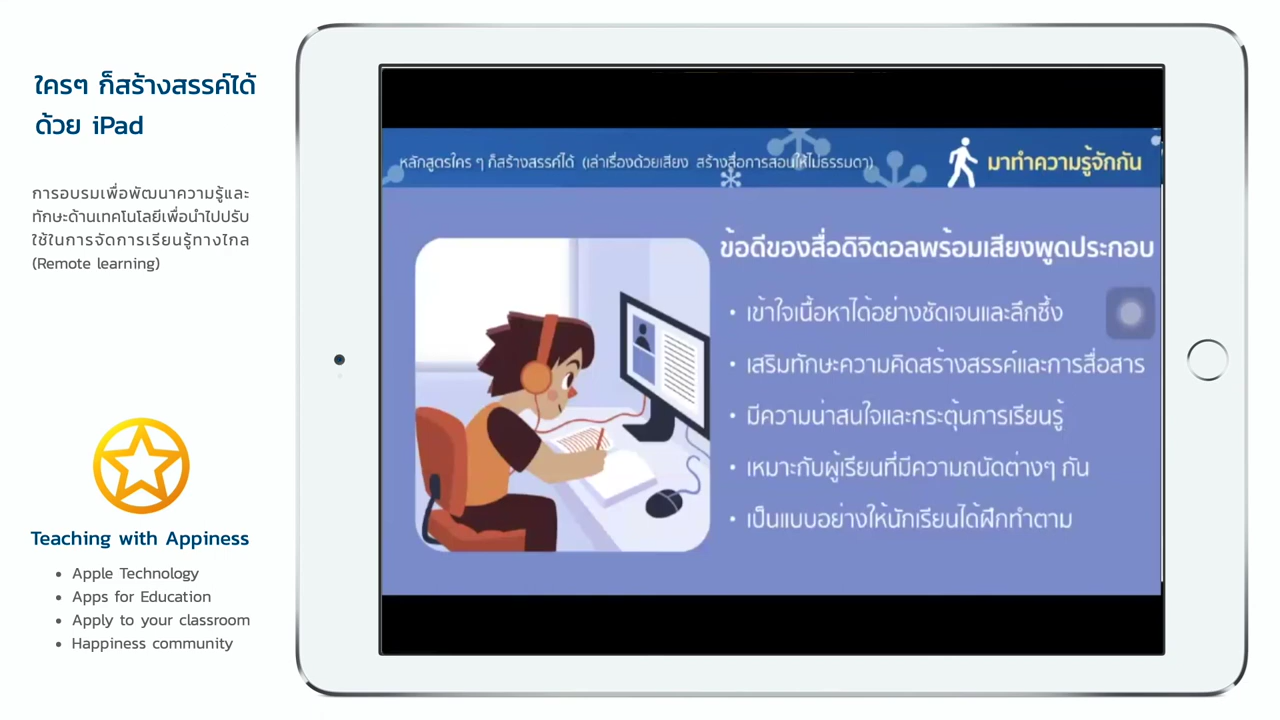 ใครๆ ก็สร้างสรรค์ได้
ด้วย iPad
การอบรมเพื่อพัฒนาความรู้และ
ทักษะด้านเทคโนโลยีเพื่อนำไปปรับ
ใช้ในการจัดการเรียนรู้ทางไกล
(Remote learning)
Teaching with Appiness
• Apple Technology
• Apps for Education
• Apply to your classroom
• Happiness community
หลักสูตรใคร ๆ ก็สร้างสรรค์ได้ (เล่าเรื่องด้วยเสียง สร้างสื่อการสอนให้ไม่ธรรมดา)
มาทำความรู้จักกัน
ข้อดีของสื่อดิจิตอลพร้อมเสียงพูดประกอบ
• เข้าใจเนื้อหาได้อย่างชัดเจนและลึกซึ้ง
• เสริมทักษะความคิดสร้างสรรค์และการสื่อสาร
• มีความน่าสนใจและกระตุ้นการเรียนรู้
• เหมาะกับผู้เรียนที่มีความถนัดต่างๆ กัน
• เป็นแบบอย่างให้นักเรียนได้ฝึกทำตาม